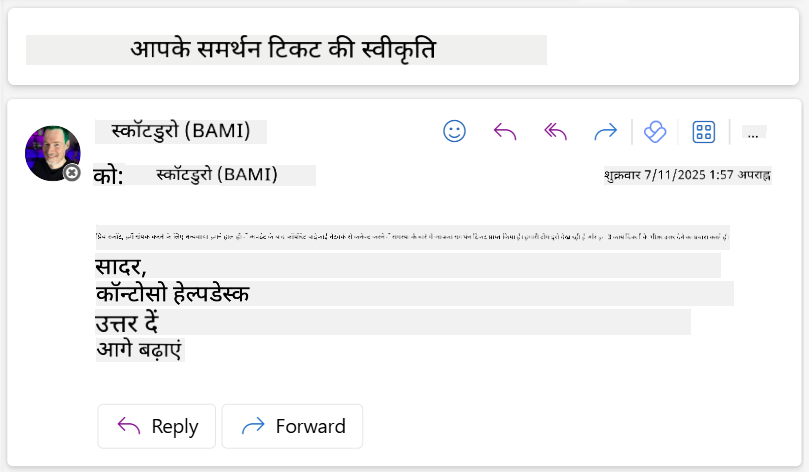 आपके समर्थन टिकट की स्वीकृति
स्कॉटडुरो (BAMI)
...
को: स्कॉटडुरो (BAMI)
शुक्रवार 7/11/2025 1:57 अपराह्न
सादर,
कॉन्टोसो हेल्पडेस्क
उत्तर दें
आगे बढ़ाएं
Reply Forward